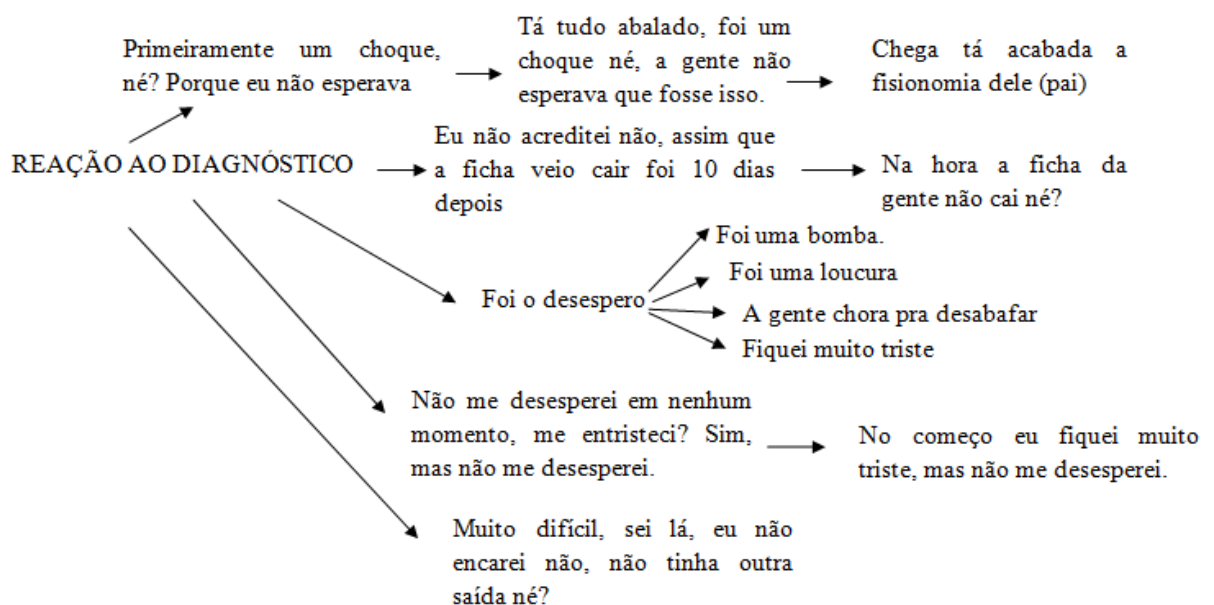 Primeiramente um choque,
né? Porque eu não esperava
Tá tudo abalado, foi um
choque né, a gente não
esperava que fosse isso.
Chega tá acabada a
fisionomia dele (pai)
REAÇÃO AO DIAGNÓSTICO
Eu não acreditei não, assim que
a ficha veio cair foi 10 dias
depois
Na hora a ficha da
gente não cai né?
Foi o desespero
Foi uma bomba.
Foi uma loucura
A gente chora pra desabafar
Fiquei muito triste
Não me desesperei em nenhum
momento, me entristeci? Sim,
mas não me desesperei.
No começo eu fiquei muito
triste, mas não me desesperei.
Muito difícil, sei lá, eu não
encarei não, não tinha outra
saída né?